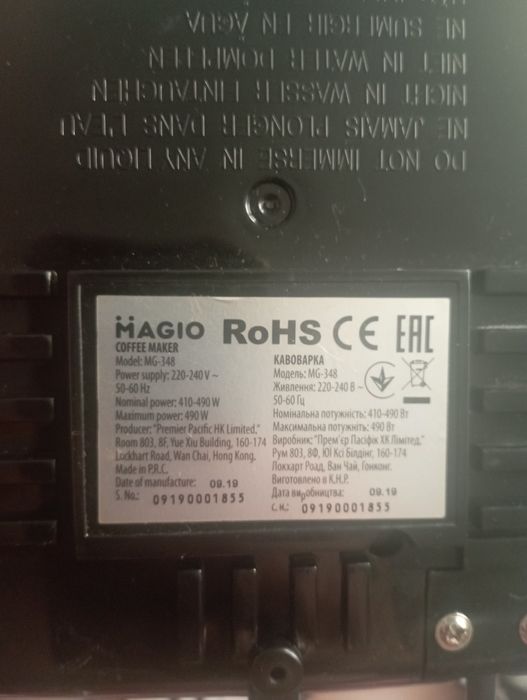 NE SUMERGIR EN ÁGUA
NIET IN WATER DOMPELEN
NICHT IN WASSER EINTAUCHEN
NE JAMAIS PLONGER DANS L'EAU
DO NOT IMMERSE IN ANY LIQUID
MAGIO RoHS CE EAC
COFFEE MAKER
Model: MG-348
Power supply: 220-240 V ~
50-60 Hz
Nominal power: 410-490 W
Maximum power: 490 W
Producer: "Premier Pacific HK Limited,"
Room 803, 8F, Yue Xiu Building, 160-174
Lockhart Road, Wan Chai, Hong Kong.
Made in P.R.C.
Date of manufacture: 09.19
S. No.: 09190001855
КАВОВАРКА
Модель: MG-348
Живлення: 220-240 В ~
50-60 Гц
Номінальна потужність: 410-490 Вт
Максимальна потужніть: 490 Вт
Виробник: "Прем'єр Пасіфік ХК Лімітед,"
Рум 803, 8Ф, Юї Ксі Білдінг, 160-174
Локхарт Роад, Ван Чай, Гонконг.
Виготовлено в К.Н.Р.
Дата виробництва: 09.19
С. Н.: 09190001855